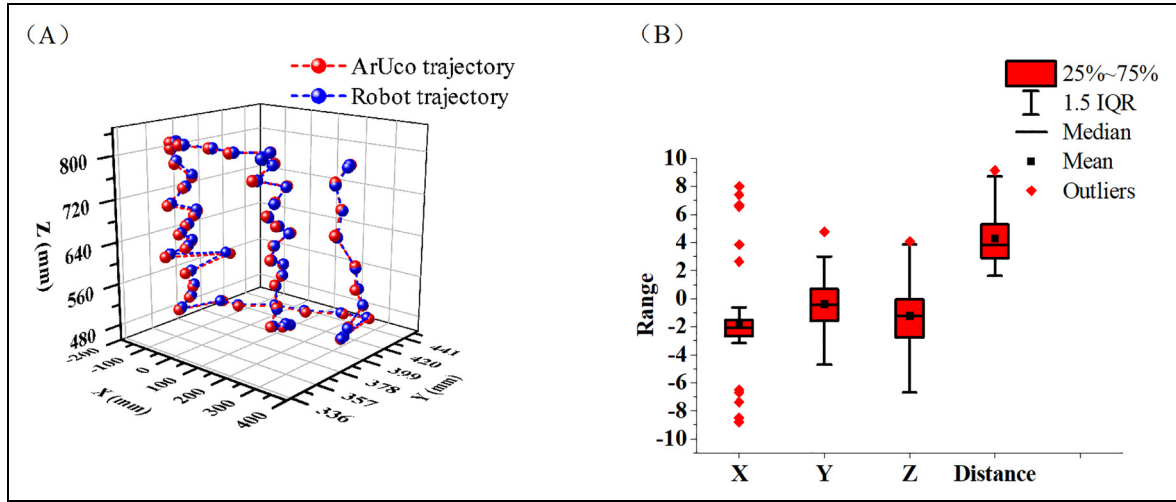 （A）
ArUco trajectory
Robot trajectory
800
720
640
560
480
Z (mm)
-200
-100
0
100
200
300
400
X (mm)
336
357
378
399
420
441
Y (mm)
（B）
25%~75%
1.5 IQR
Median
Mean
Outliers
10
8
6
4
2
0
-2
-4
-6
-8
-10
Range
X Y Z Distance